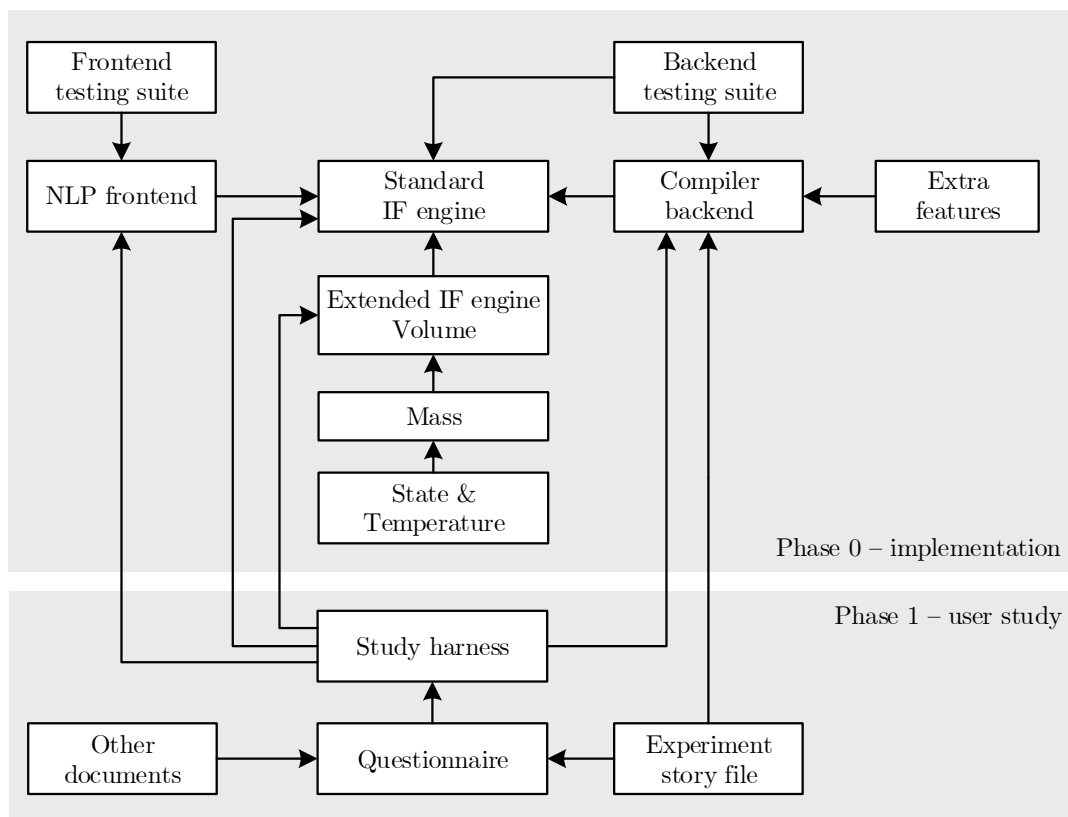 Frontend
testing suite
Backend
testing suite
NLP frontend
Standard
IF engine
Compiler
backend
Extra
features
Extended IF engine
Volume
Mass
State &
Temperature
Phase 0 – implementation
Phase 1 – user study
Study harness
Other
documents
Questionnaire
Experiment
story file